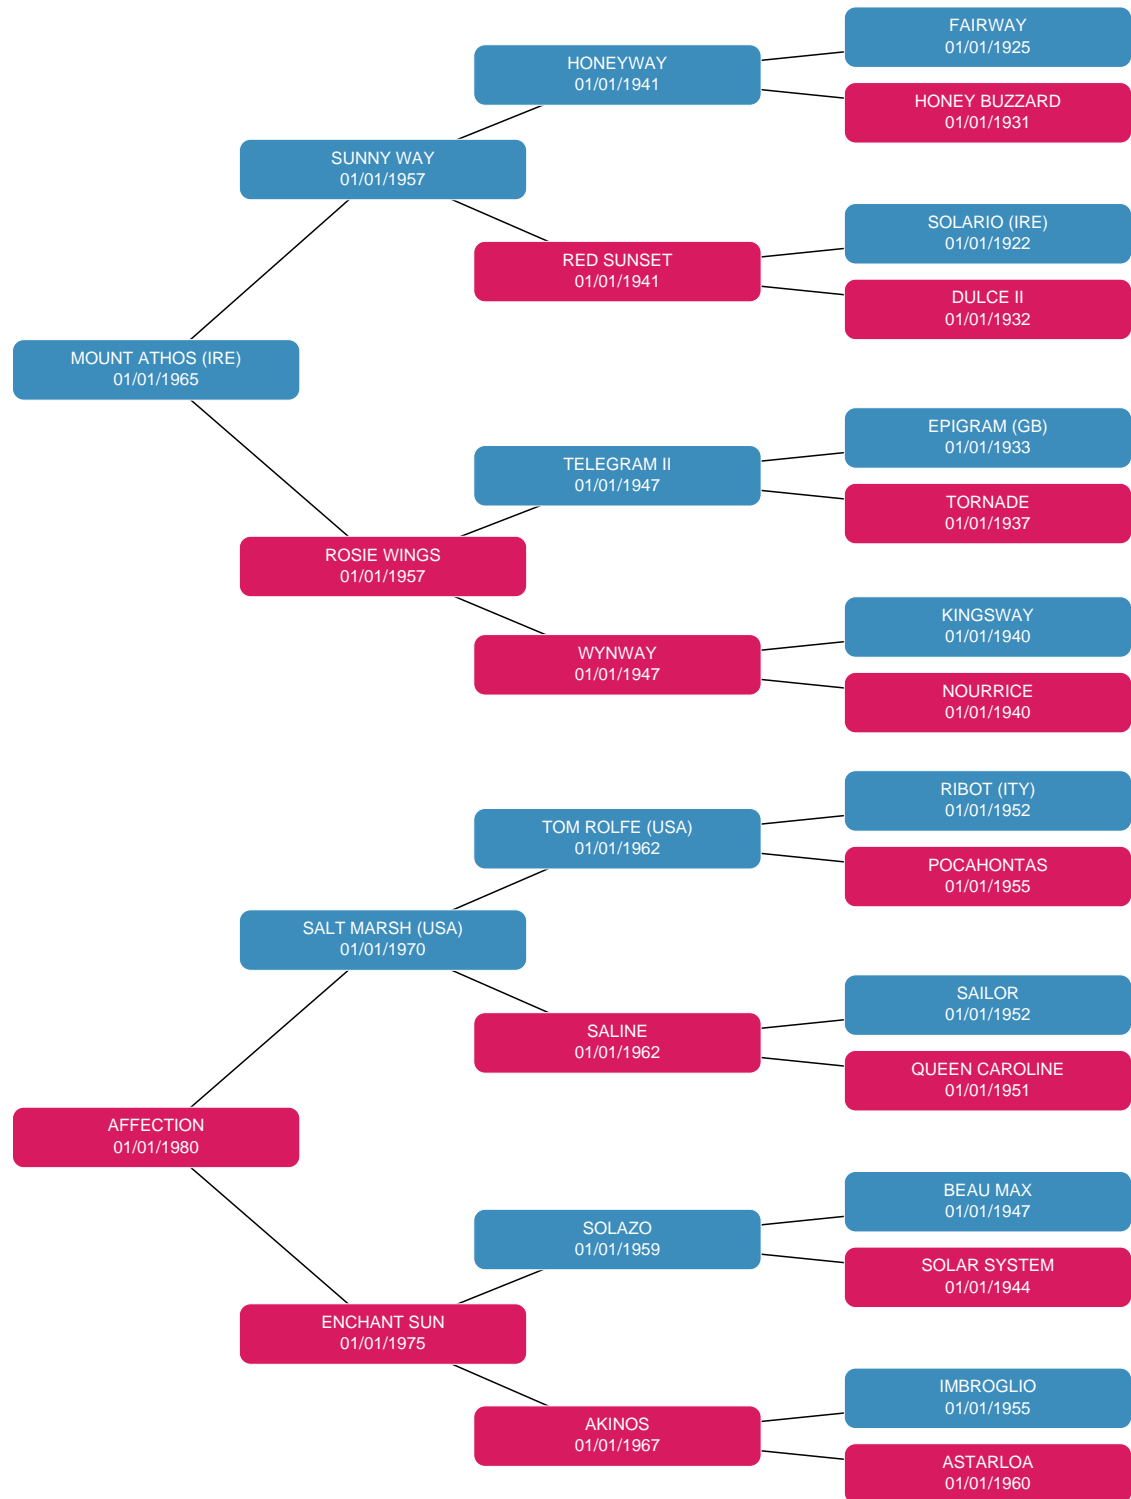 FAIRWAY
01/01/1925
HONEYWAY
01/01/1941
HONEY BUZZARD
01/01/1931
SUNNY WAY
01/01/1957
SOLARIO (IRE)
01/01/1922
RED SUNSET
01/01/1941
DULCE II
01/01/1932
MOUNT ATHOS (IRE)
01/01/1965
EPIGRAM (GB)
01/01/1933
TELEGRAM II
01/01/1947
TORNADE
01/01/1937
ROSIE WINGS
01/01/1957
KINGSWAY
01/01/1940
WYNWAY
01/01/1947
NOURRICE
01/01/1940
RIBOT (ITY)
01/01/1952
TOM ROLFE (USA)
01/01/1962
POCAHONTAS
01/01/1955
SALT MARSH (USA)
01/01/1970
SAILOR
01/01/1952
SALINE
01/01/1962
QUEEN CAROLINE
01/01/1951
AFFECTION
01/01/1980
BEAU MAX
01/01/1947
SOLAZO
01/01/1959
SOLAR SYSTEM
01/01/1944
ENCHANT SUN
01/01/1975
IMBROGLIO
01/01/1955
AKINOS
01/01/1967
ASTARLOA
01/01/1960